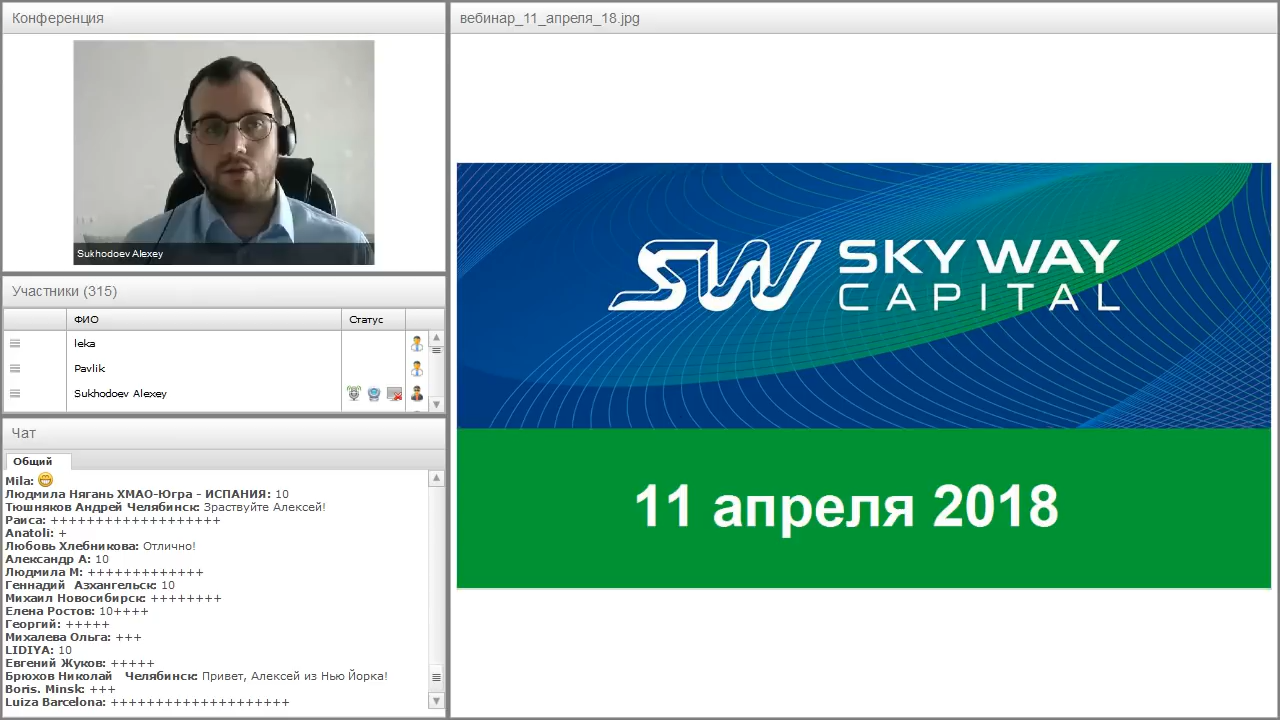 Конференция
Sukhodoev Alexey
Участники (315)
ФИО
Статус
leka
Pavlik
Sukhodoev Alexey
Чат
Общий
Mila:
Людмила Нягань ХМАО-Югра - ИСПАНИЯ: 10
Тюшняков Андрей Челябинск: Зраствуйте Алексей!
Раиса: +++++++++++++++++++
Anatoli: +
Любовь Хлебникова: Отлично!
Александр А: 10
Людмила М: +++++++++++++
Геннадий Азхангельск: 10
Михаил Новосибирск: ++++++++
Елена Ростов: 10++++
Георгий: +++++
Михалева Ольга: +++
LIDIYA: 10
Евгений Жуков: +++++
Брюхов Николай Челябинск: Привет, Алексей из Нью Йорка!
Boris. Minsk: +++
Luiza Barcelona: ++++++++++++++++++++
вебинар_11_апреля_18.jpg
SW SKY WAY
CAPITAL
11 апреля 2018